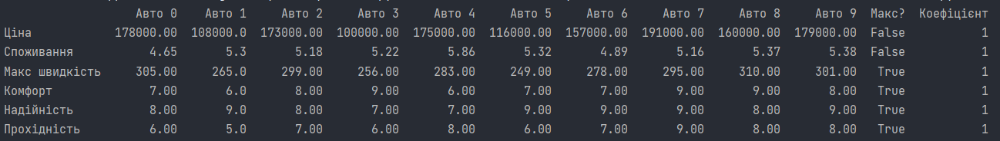 Авто 0 Авто 1 Авто 2 Авто 3 Авто 4 Авто 5 Авто 6 Авто 7 Авто 8 Авто 9 Макс? Коефіцієнт
Ціна 178000.00 108000.0 173000.00 100000.00 175000.00 116000.00 157000.00 191000.00 160000.00 179000.00 False 1
Споживання 4.65 5.3 5.18 5.22 5.86 5.32 4.89 5.16 5.37 5.38 False 1
Макс швидкість 305.00 265.0 299.00 256.00 283.00 249.00 278.00 295.00 310.00 301.00 True 1
Комфорт 7.00 6.0 8.00 9.00 6.00 7.00 7.00 9.00 9.00 8.00 True 1
Надійність 8.00 9.0 8.00 7.00 7.00 9.00 9.00 9.00 8.00 9.00 True 1
Прохідність 6.00 5.0 7.00 6.00 8.00 6.00 7.00 9.00 8.00 8.00 True 1